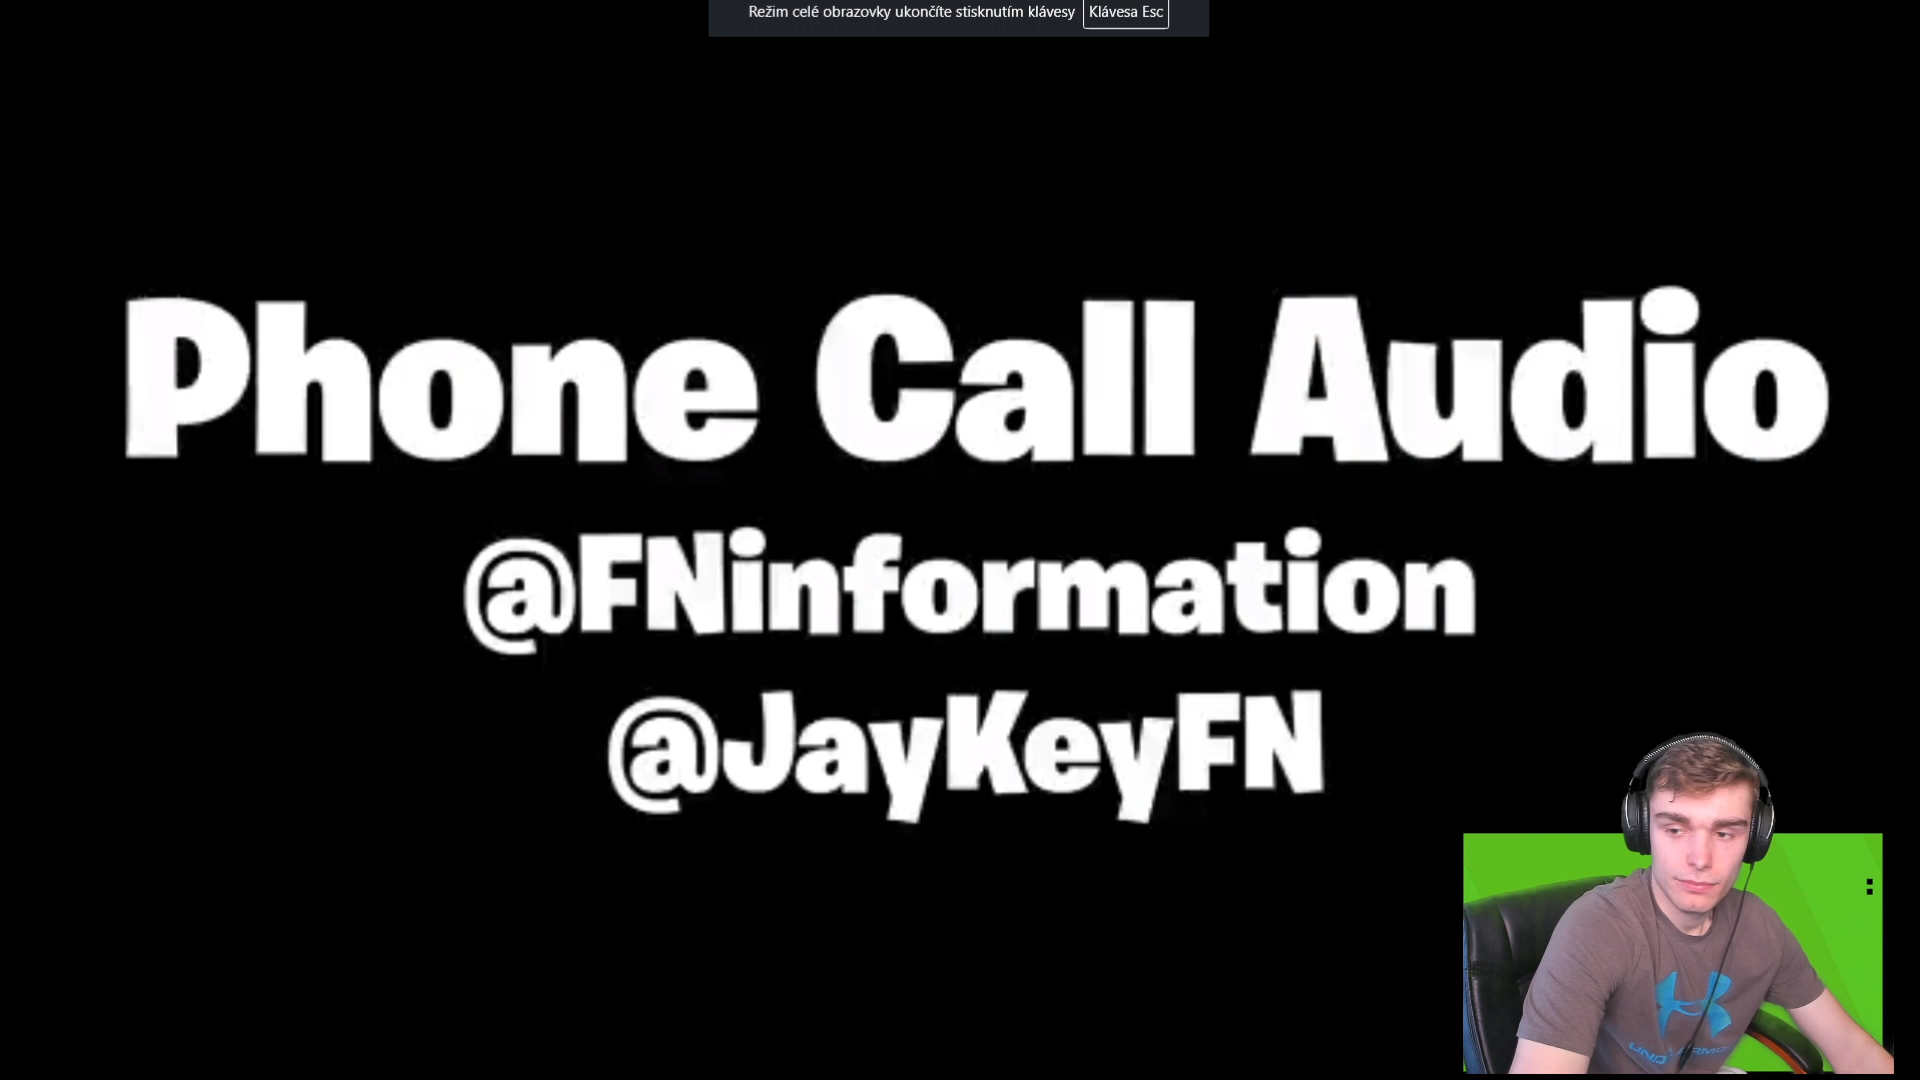 Režim celé obrazovky ukončíte stisknutím klávesy Klávesa Esc
Phone Call Audio
@FNinformation
@JayKeyFN